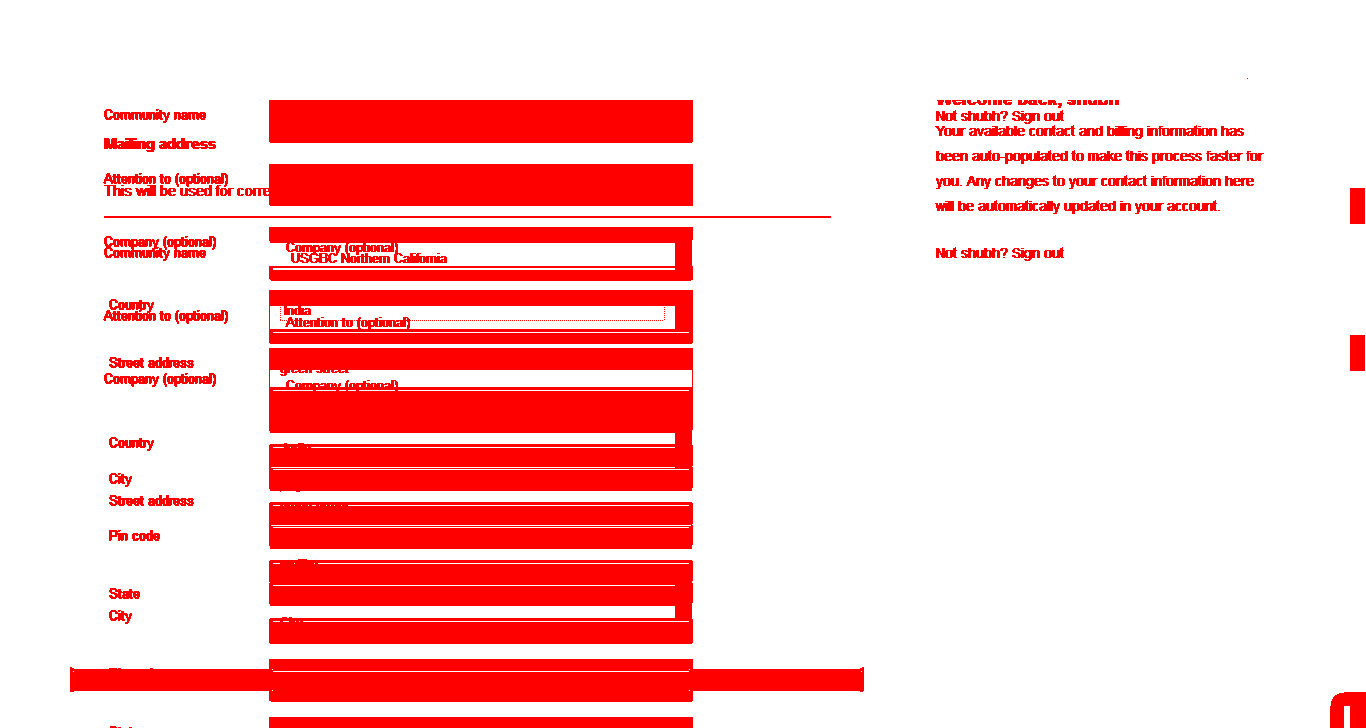 Welcome back, shubh
Community name
Not shubh? Sign out
Your available contact and billing information has
Mailing address
been auto-populated to make this process faster for
Attention to (optional)
you. Any changes to your contact information here
This will be used for corre
will be automatically updated in your account.
Company (optional)
Company (optional)
Community name
USGBC Northern California
Not shubh? Sign out
Country
India
Attention to (optional)
Attention to (optional)
Street address
green street
Company (optional)
Company (optional)
Country
City
Street address
Pin code
State
City